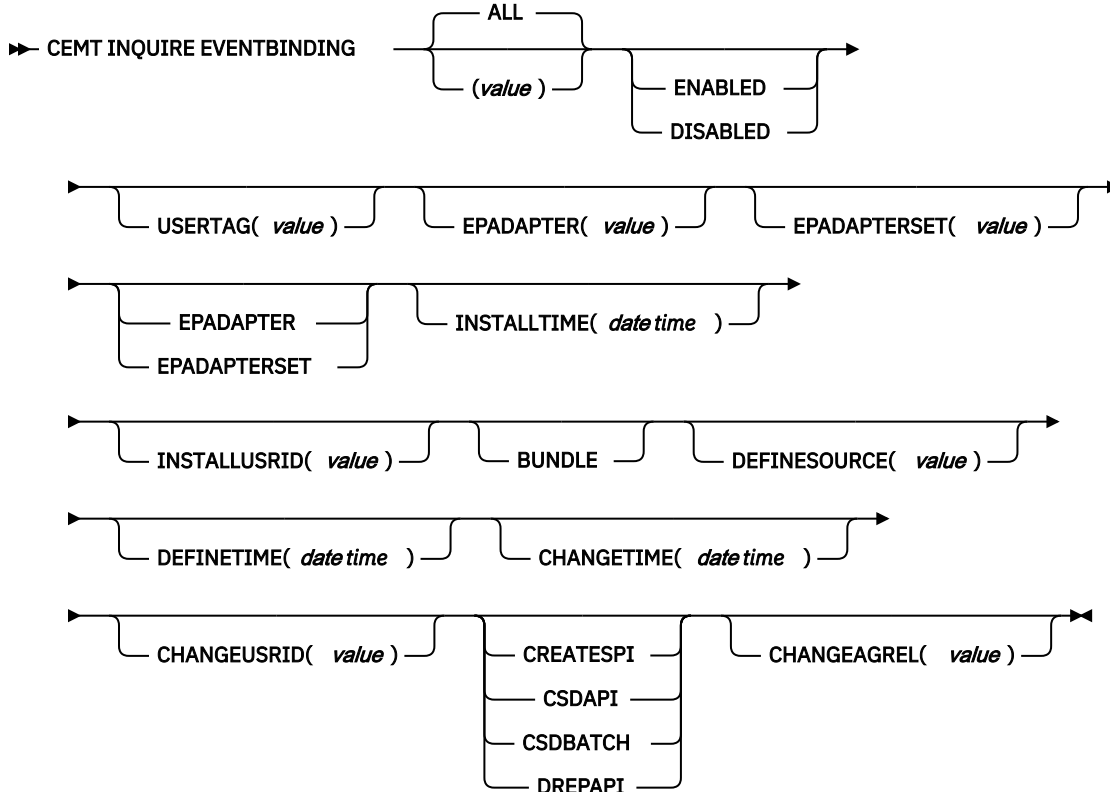 ALL
CEMT INQUIRE EVENTBINDING
(value )
ENABLED
DISABLED
USERTAG( value ) EPADAPTER( value ) EPADAPTERSET( value )
EPADAPTER INSTALLTIME( date time )
EPADAPTERSET
INSTALLUSRID( value ) BUNDLE DEFINESOURCE( value )
DEFINETIME( date time ) CHANGETIME( date time )
CHANGEUSRID( value ) CREATESPI CHANGEAGREL( value )
CSDAPI
CSDBATCH
DREPAPI